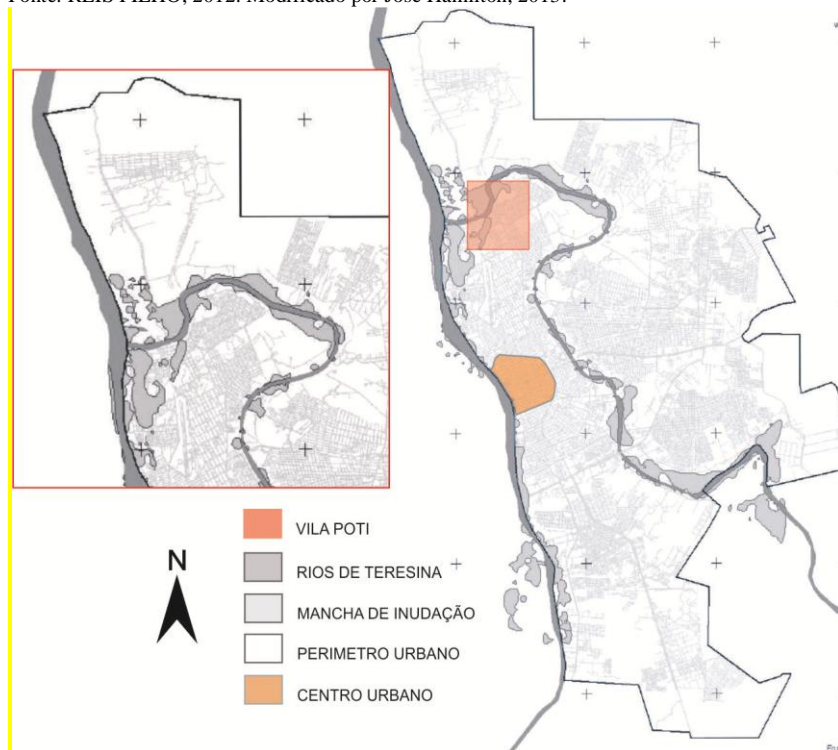 Fonte: REIS FILHO, 2012. Modificado por José Hamilton, 2013.
VILA POTI
RIOS DE TERESINA
N
MANCHA DE INUDAÇÃO
PERIMETRO URBANO
CENTRO URBANO